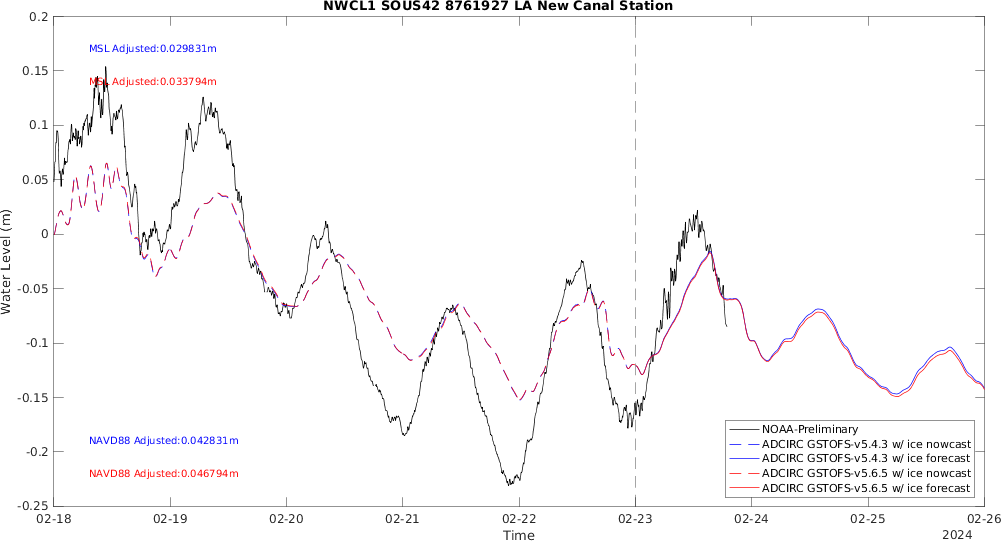 NWCL1 SOUS42 8761927 LA New Canal Station
MSL Adjusted:0.029831m
MSL Adjusted:0.033794m
NAVD88 Adjusted:0.042831m
NAVD88 Adjusted:0.046794m
Water Level (m)
0.2
0.15
0.1
0.05
0
-0.05
-0.1
-0.15
-0.2
-0.25
02-18
02-19
02-20
02-21
02-22
02-23
02-24
02-25
02-26
Time
2024
NOAA-Preliminary
ADCIRC GSTOFS-v5.4.3 w/ ice nowcast
ADCIRC GSTOFS-v5.4.3 w/ ice forecast
ADCIRC GSTOFS-v5.6.5 w/ ice nowcast
ADCIRC GSTOFS-v5.6.5 w/ ice forecast